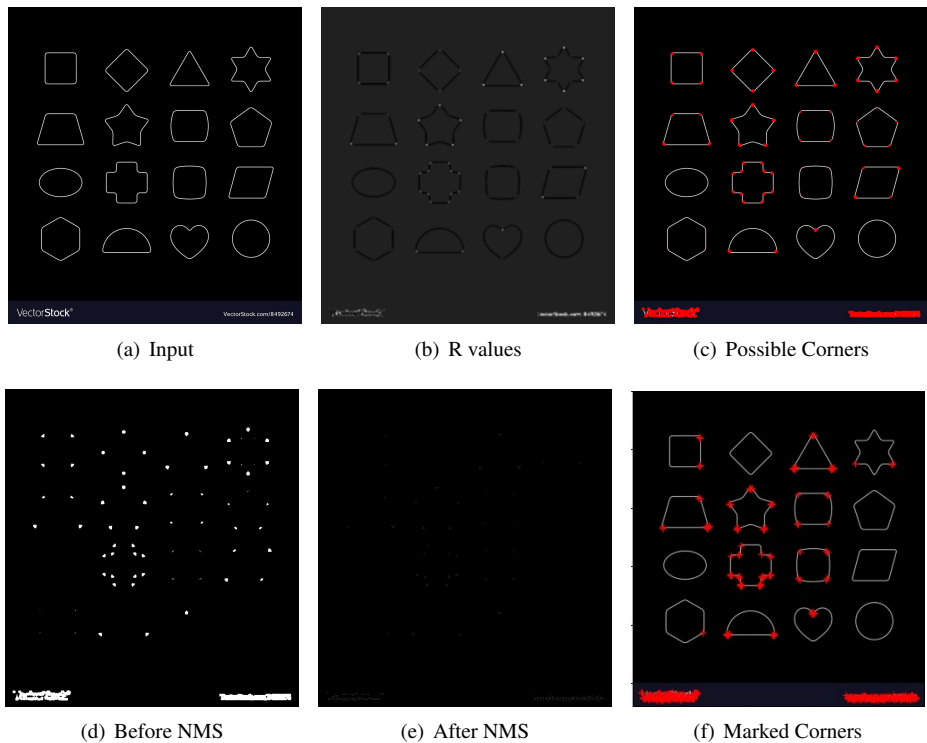 VectorStock®
VectorStock.com/8492674
(a) Input
(b) R values
(c) Possible Corners
(d) Before NMS
(e) After NMS
(f) Marked Corners